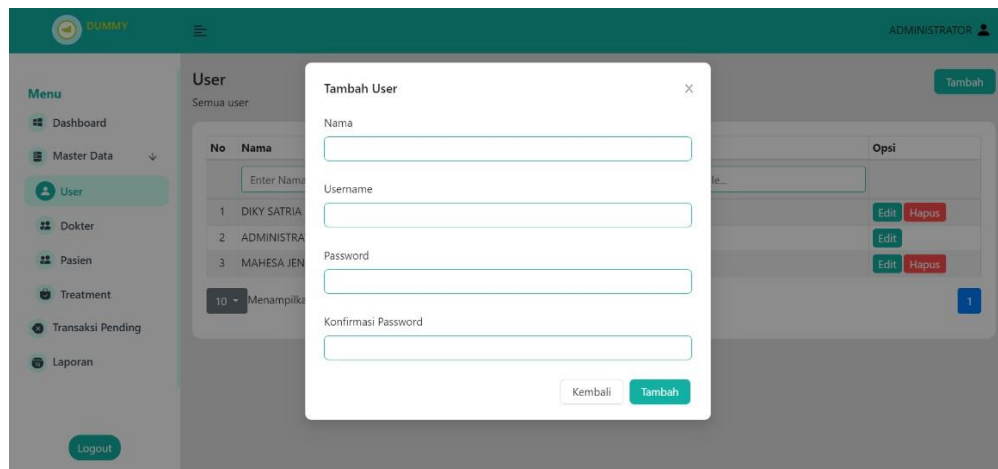 DUMMY
ADMINISTRATOR
Menu
Dashboard
Master Data
User
Dokter
Pasien
Treatment
Transaksi Pending
Laporan
Logout
User
Semua user
Tambah
No Nama Opsi
Enter Nama
1 DIKY SATRIA Edit Hapus
2 ADMINISTRA Edit
3 MAHESA JEN Edit Hapus
10 Menampilka 1
Tambah User
Nama
Username
Password
Konfirmasi Password
Kembali Tambah